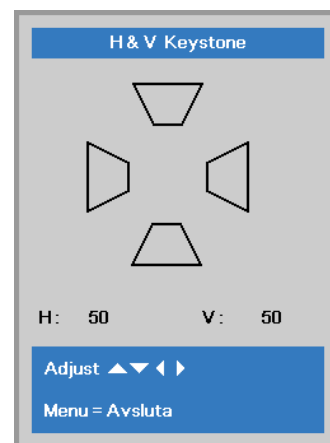 H & V Keystone
H: 50 V: 50
Adjust ▲▼◀▶
Menu = Avsluta